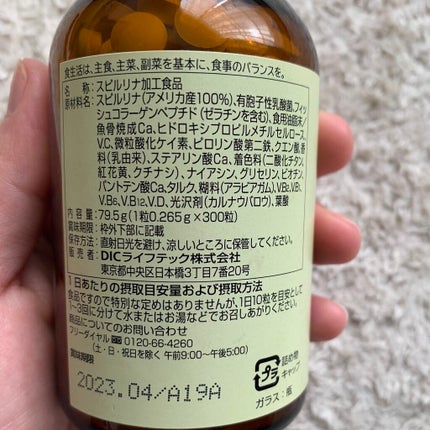 食生活は、主食、主菜、副菜を基本に、食事のバランスを。
名　称：スピルリナ加工食品
原材料名：スピルリナ(アメリカ産100%)、有胞子性乳酸菌、フィッ
シュコラーゲンペプチド(ゼラチンを含む)、食用油脂末/
魚骨焼成Ca、ヒドロキシプロピルメチルセルロース、
V.C、微粒酸化ケイ素、ピロリン酸第二鉄、クエン酸、香
料(乳由来)、ステアリン酸Ca、着色料(二酸化チタン、
紅花黄、クチナシ)、ナイアシン、グリセリン、ビオチン、
パントテン酸Ca、タルク、糊料(アラビアガム)、V.B2、V.B1、
V.B6、V.B12、V.D、光沢剤(カルナウバロウ)、葉酸
内容量：79.5g(1粒0.265g×300粒)
賞味期限：枠外下部に記載
保存方法：直射日光を避け、涼しいところに保管してください。
販売者：DICライフテック株式会社
東京都中央区日本橋3丁目7番20号
1日あたりの摂取目安量および摂取方法
食品ですので特別な定めはありませんが、1日10粒を目安として
1~3回に分けて水またはお湯などでお召しあがりください。
商品についてのお問い合わせ
フリーダイヤル 0120-66-4260
(土・日・祝日を除く 午前9:00~午後5:00)
賞味期限
2023.04/A19A
プラ
詰め物
キャップ
ガラス：瓶